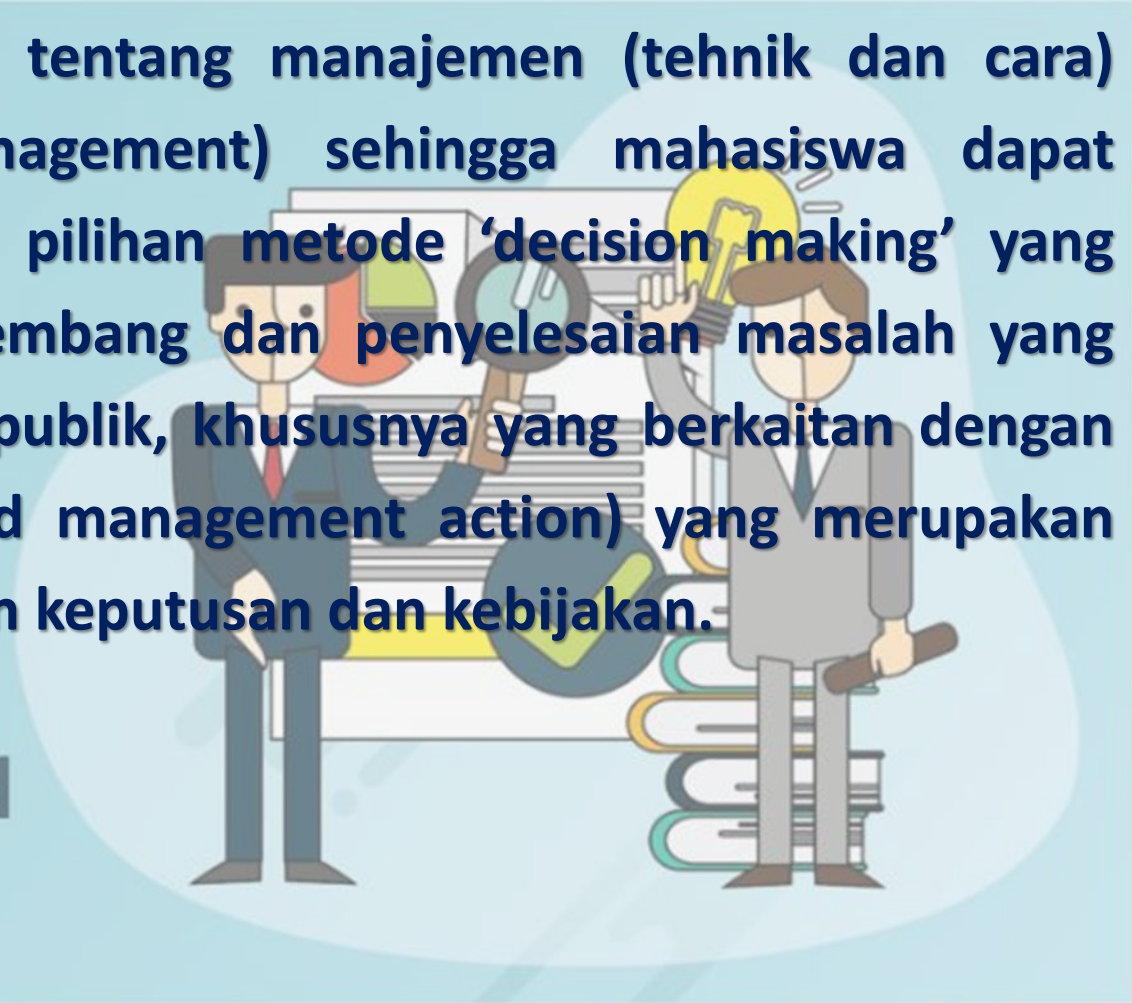 tentang manajemen (tehnik dan cara)
nagement) sehingga mahasiswa dapat
pilihan metode ‘decision making’ yang
embang dan penyelesaian masalah yang
publik, khususnya yang berkaitan dengan
d management action) yang merupakan
n keputusan dan kebijakan.